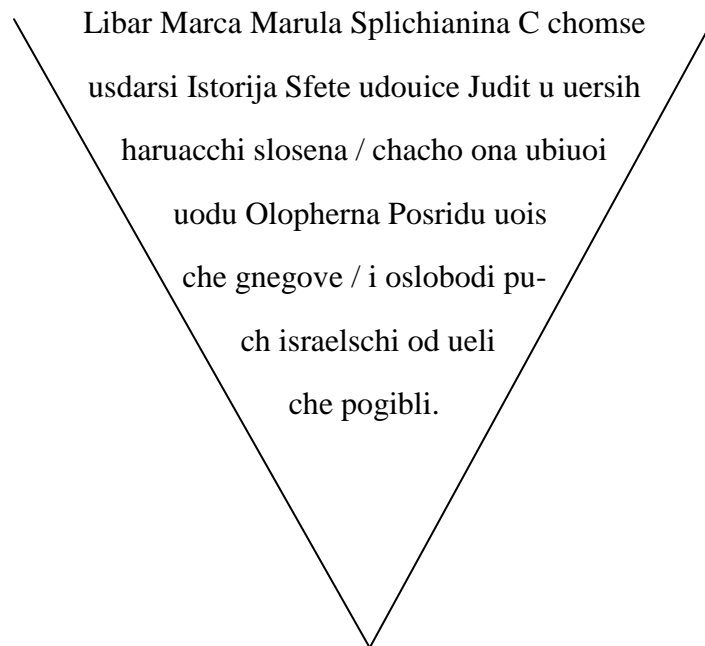 Libar Marca Marula Splichianina C chomse
usdarsi Istorija Sfete udouice Judit u uersih
haruacchi slosena / chacho ona ubiuoi
uodu Olopherna Posridu uois
che gnegove / i oslobodi pu-
ch israelschi od ueli
che pogibli.